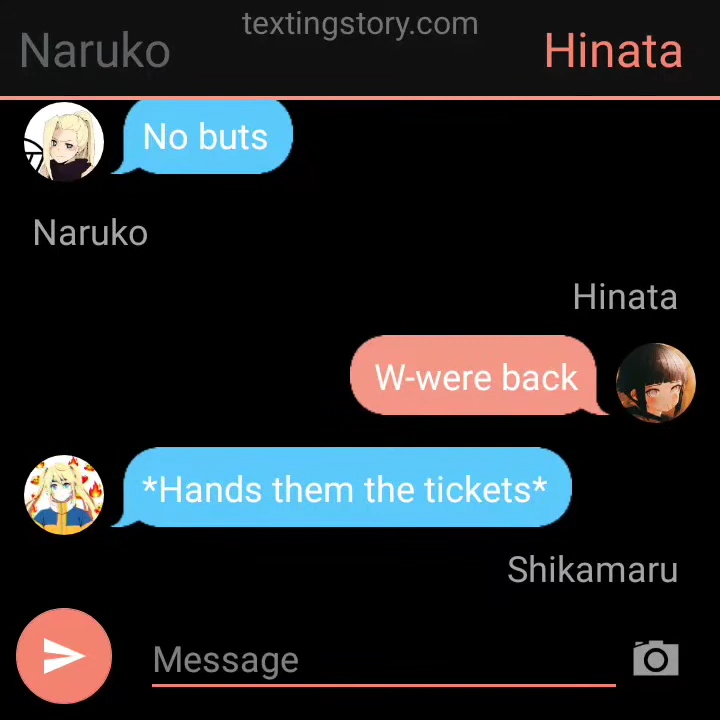 textingstory.com
Naruko
Hinata
No buts
Naruko
Hinata
W-were back
*Hands them the tickets*
Shikamaru
Message